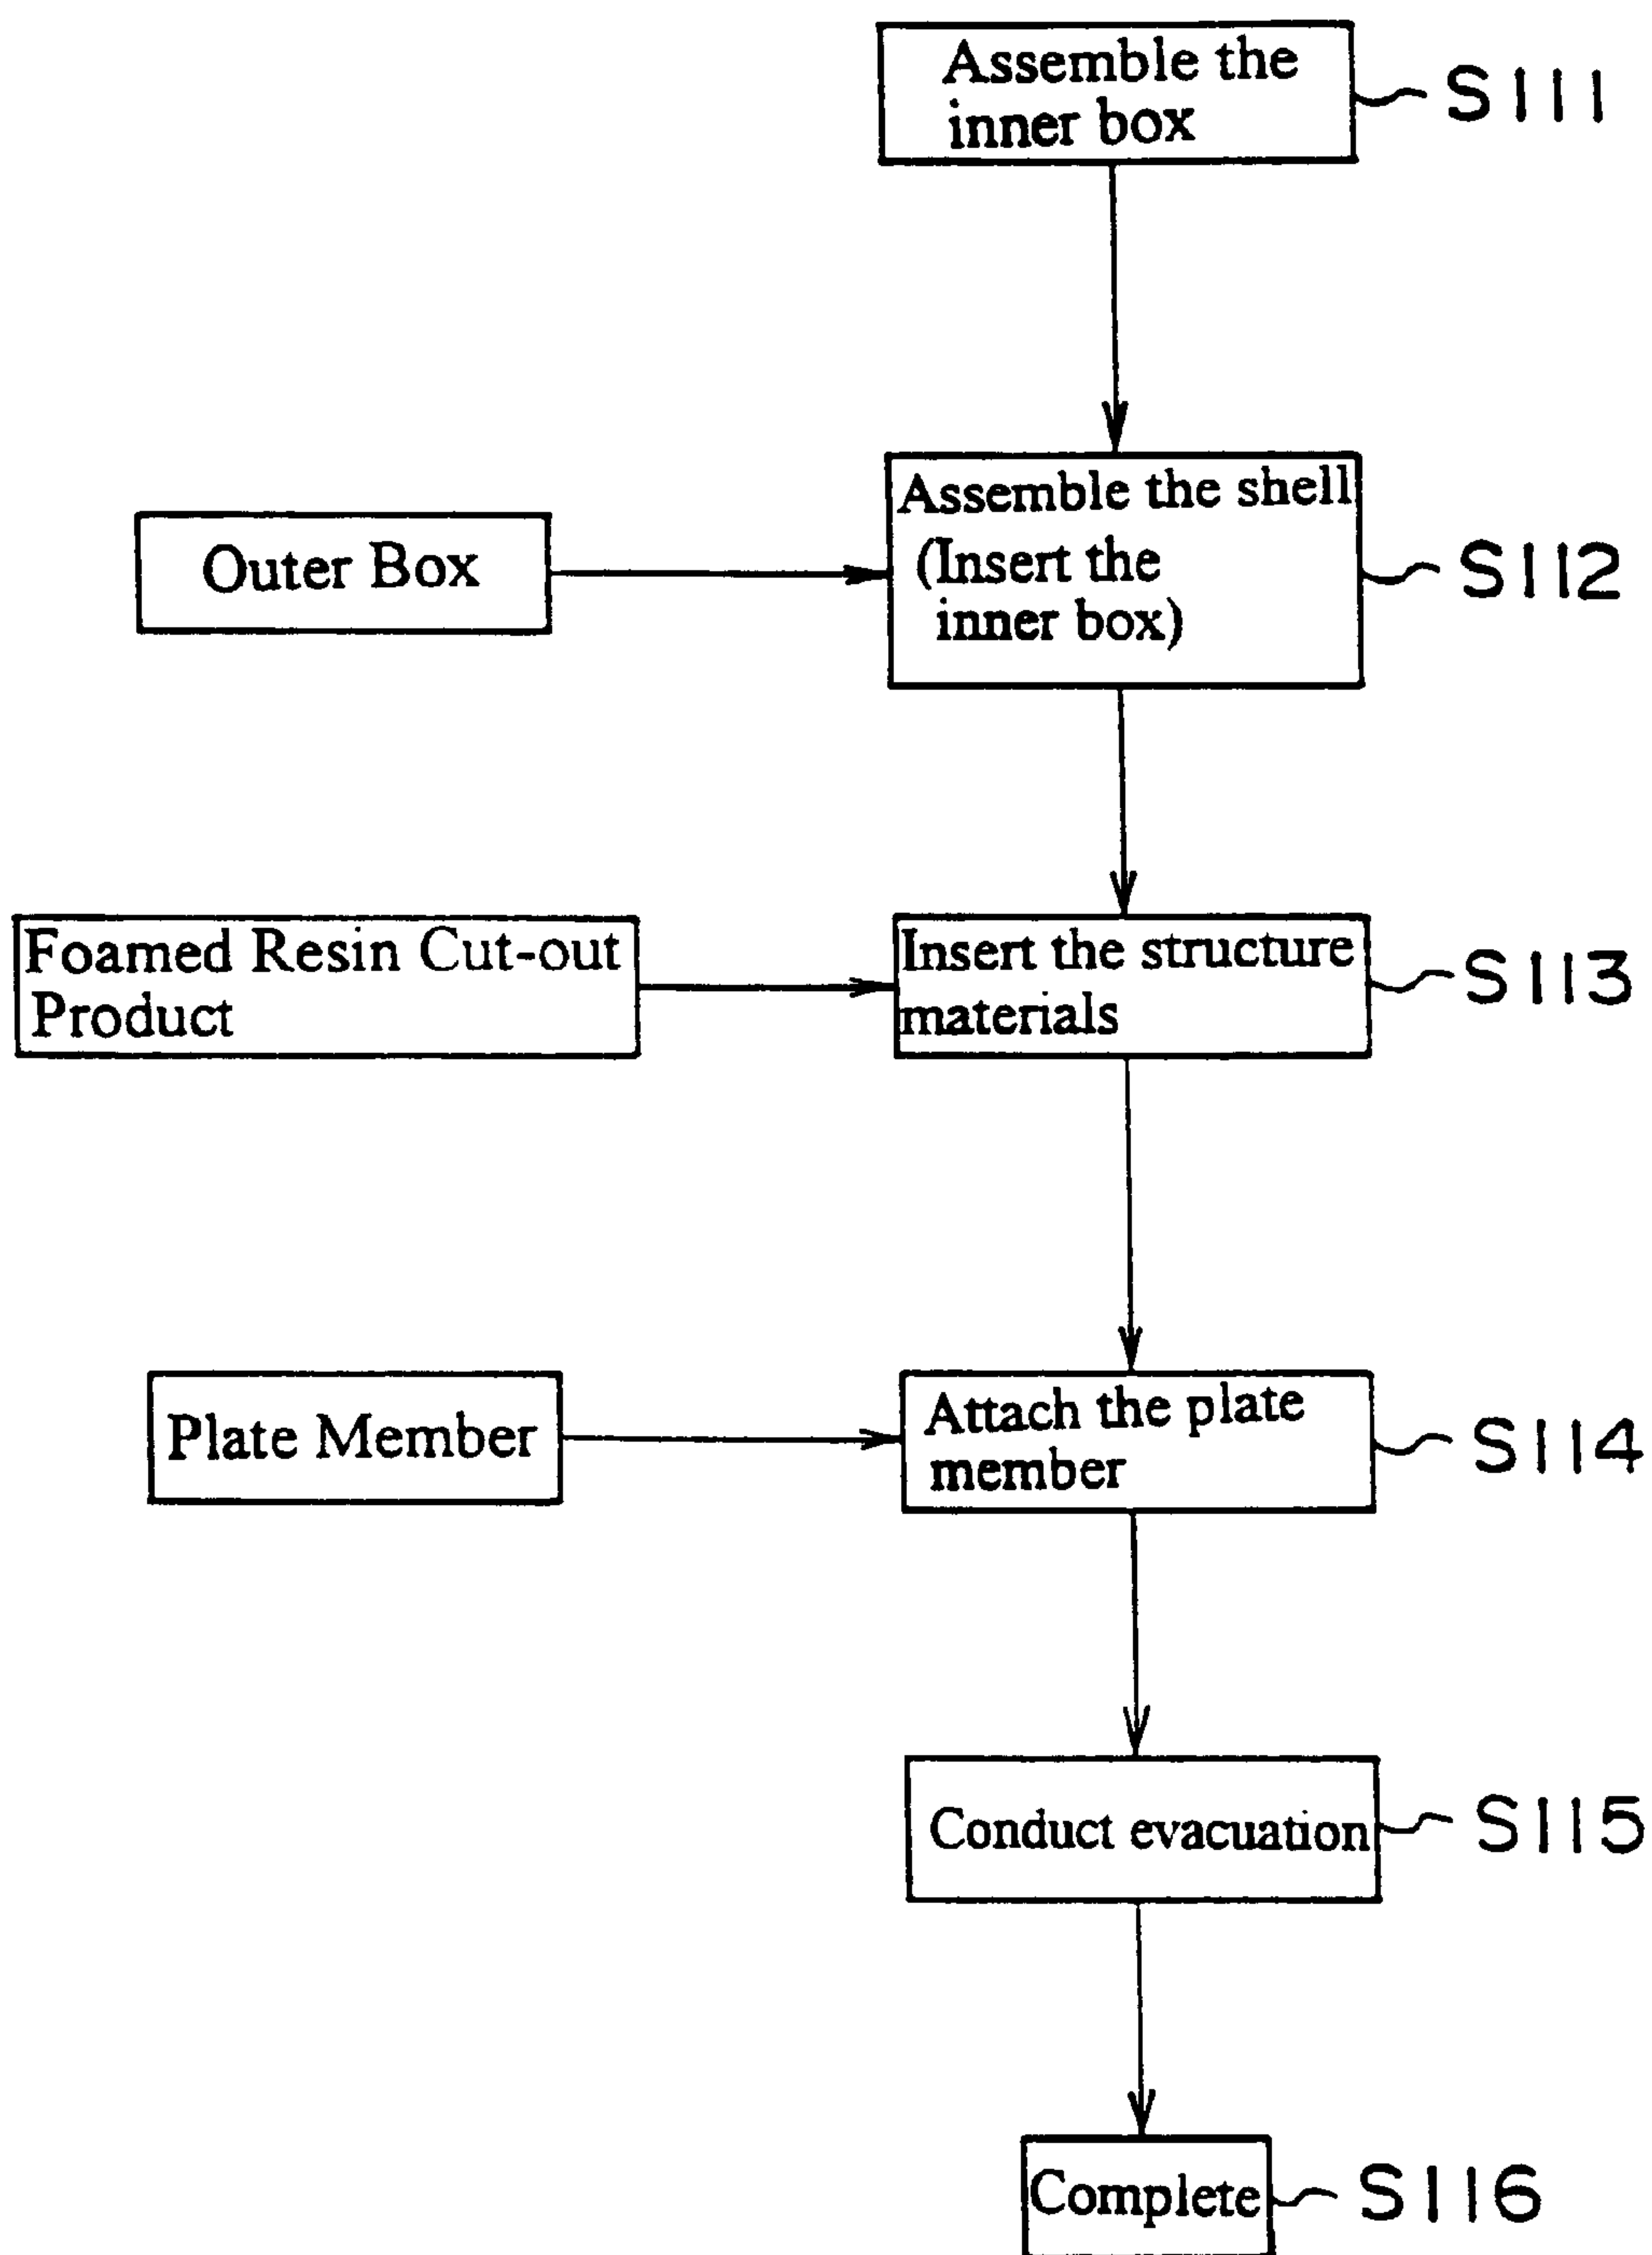 Assemble the
inner box
S111
Outer Box
Assemble the shell
(Insert the
inner box)
S112
Foamed Resin Cut-out
Product
Insert the structure
materials
S113
Plate Member
Attach the plate
member
S114
Conduct evacuation
S115
Complete
S116